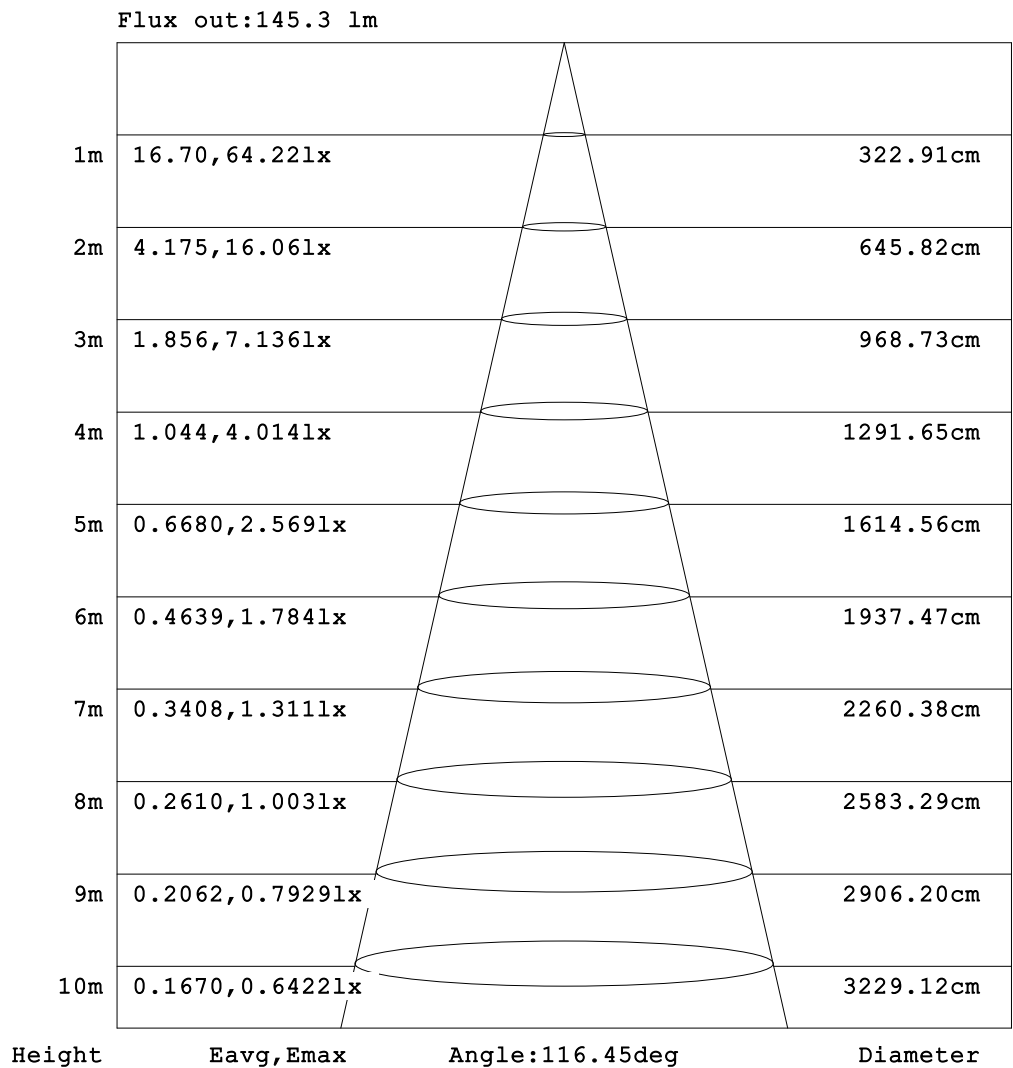 Flux out:145.3 lm
1m 16.70,64.22lx 322.91cm
2m 4.175,16.06lx 645.82cm
3m 1.856,7.136lx 968.73cm
4m 1.044,4.014lx 1291.65cm
5m 0.6680,2.569lx 1614.56cm
6m 0.4639,1.784lx 1937.47cm
7m 0.3408,1.311lx 2260.38cm
8m 0.2610,1.003lx 2583.29cm
9m 0.2062,0.7929lx 2906.20cm
10m 0.1670,0.6422lx 3229.12cm
Height Eavg,Emax Angle:116.45deg Diameter